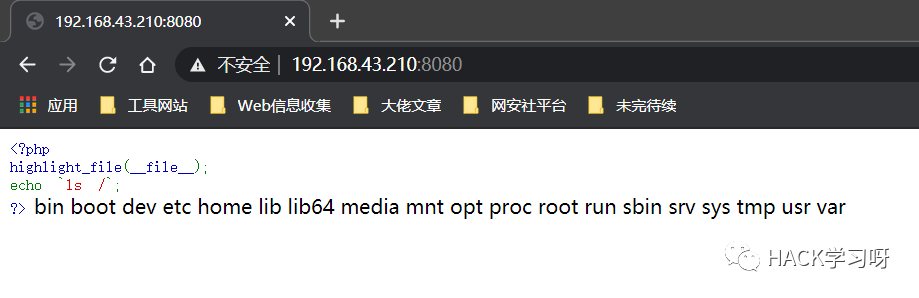 192.168.43.210:8080
不安全 | 192.168.43.210:8080
应用 工具网站 Web信息收集 大佬文章 网安社平台 未完待续
<?php
highlight_file(__file__);
echo `ls /`;
?> bin boot dev etc home lib lib64 media mnt opt proc root run sbin srv sys tmp usr var
HACK学习呀